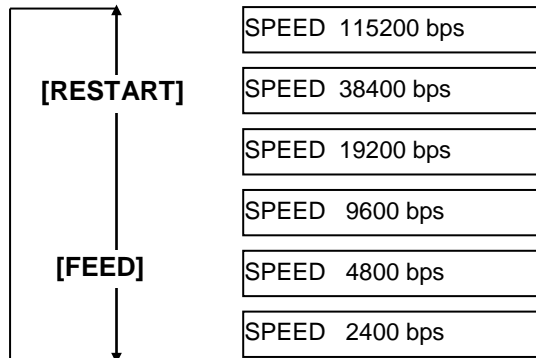 SPEED 115200 bps
[RESTART]
SPEED 38400 bps
SPEED 19200 bps
SPEED 9600 bps
[FEED]
SPEED 4800 bps
SPEED 2400 bps